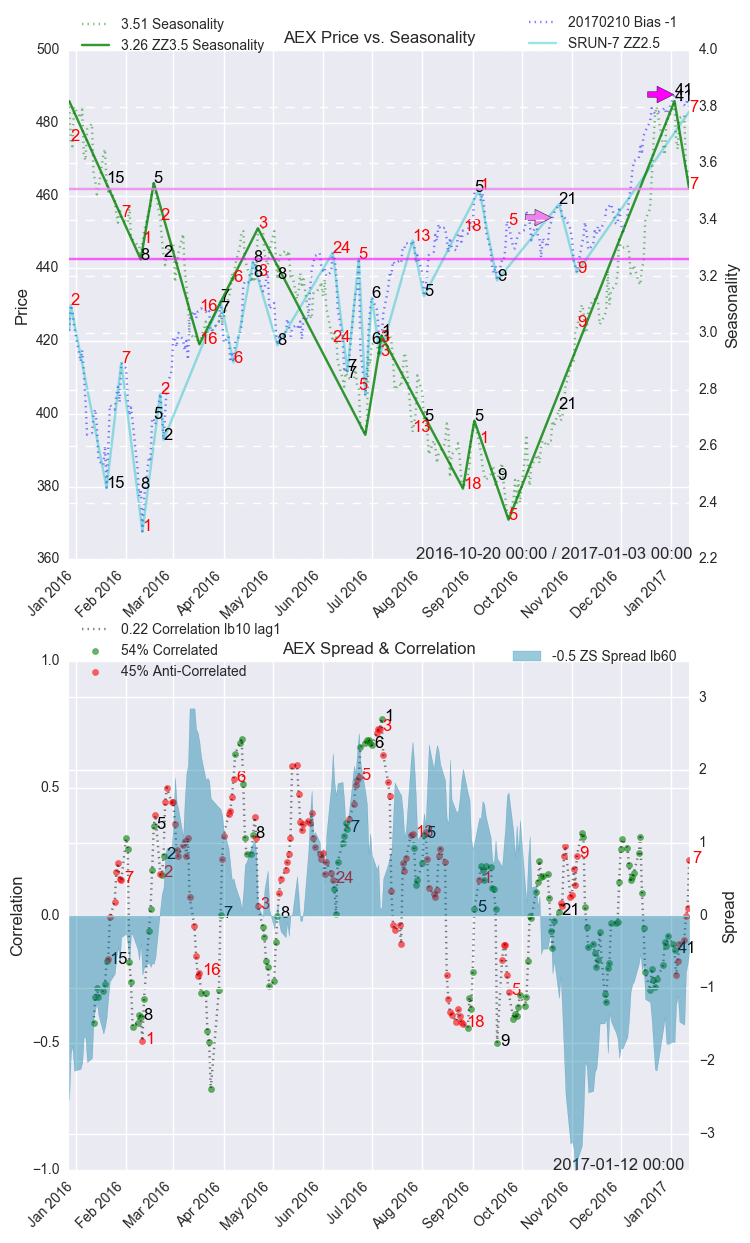 3.51 Seasonality
3.26 ZZ3.5 Seasonality
AEX Price vs. Seasonality
20170210 Bias -1
SRUN-7 ZZ2.5
500
480
460
440
420
400
380
360
Price
4.0
3.8
3.6
3.4
3.2
3.0
2.8
2.6
2.4
2.2
Seasonality
2016-10-20 00:00 / 2017-01-03 00:00
Jan 2016
Feb 2016
Mar 2016
Apr 2016
May 2016
Jun 2016
Jul 2016
Aug 2016
Sep 2016
Oct 2016
Nov 2016
Dec 2016
Jan 2017
0.22 Correlation lb10 lag1
54% Correlated
45% Anti-Correlated
AEX Spread & Correlation
-0.5 ZS Spread lb60
1.0
0.5
0.0
−0.5
−1.0
Correlation
3
2
1
0
−1
−2
−3
Spread
2017-01-12 00:00
Jan 2016
Feb 2016
Mar 2016
Apr 2016
May 2016
Jun 2016
Jul 2016
Aug 2016
Sep 2016
Oct 2016
Nov 2016
Dec 2016
Jan 2017